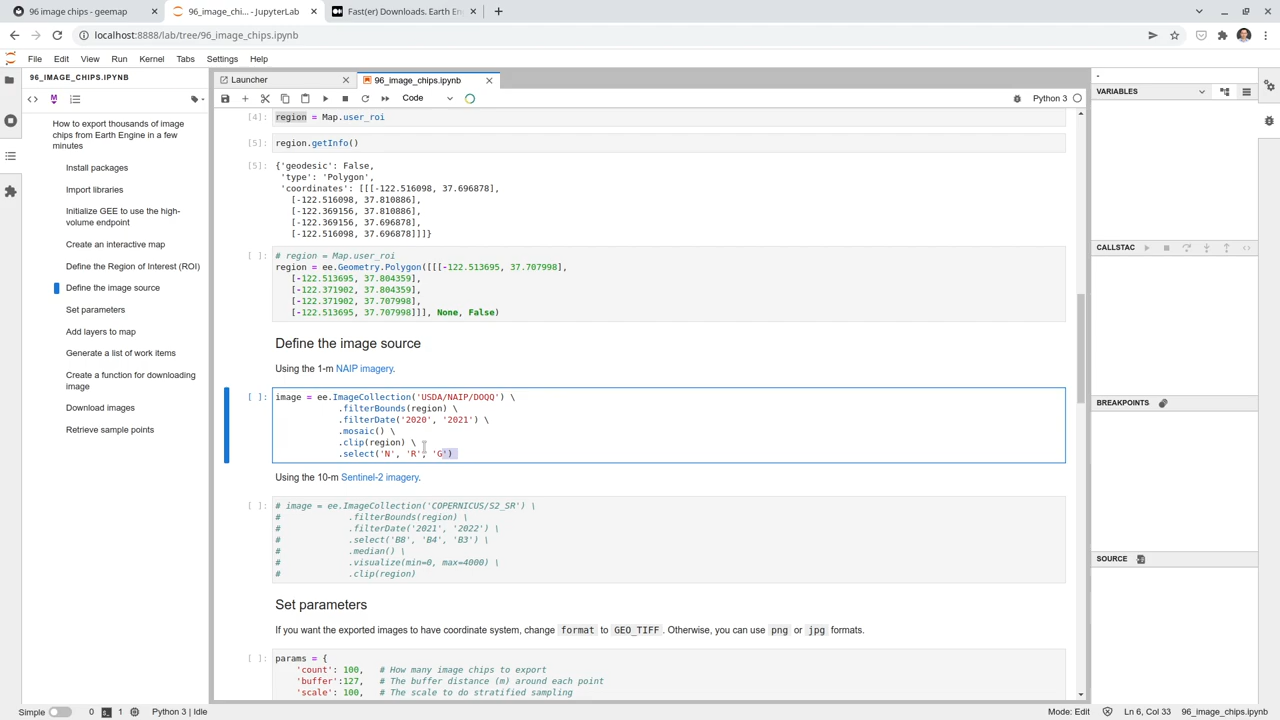 96 image chips - geemap
96_image_chi... - JupyterLab
Fast(er) Downloads. Earth En
localhost:8888/lab/tree/96_image_chips.ipynb
File Edit View Run Kernel Tabs Settings Help
96_IMAGE_CHIPS.IPYNB
How to export thousands of image
chips from Earth Engine in a few
minutes
Install packages
Import libraries
Initialize GEE to use the high-
volume endpoint
Create an interactive map
Define the Region of Interest (ROI)
Define the image source
Set parameters
Add layers to map
Generate a list of work items
Create a function for downloading
image
Download images
Retrieve sample points
Launcher
96_image_chips.ipynb
Code
Python 3
[4]: region = Map.user_roi
[5]: region.getInfo()
[5]: {'geodesic': False,
'type': 'Polygon',
'coordinates': [[[-122.516098, 37.696878],
[-122.516098, 37.810886],
[-122.369156, 37.810886],
[-122.369156, 37.696878],
[-122.516098, 37.696878]]]}
[ ]: # region = Map.user_roi
region = ee.Geometry.Polygon([[[-122.513695, 37.707998],
[-122.513695, 37.804359],
[-122.371902, 37.804359],
[-122.371902, 37.707998],
[-122.513695, 37.707998]]], None, False)
Define the image source
Using the 1-m NAIP imagery.
[ ]: image = ee.ImageCollection('USDA/NAIP/DOQQ') \
.filterBounds(region) \
.filterDate('2020', '2021') \
.mosaic() \
.clip(region) \
.select('N', 'R', 'G')
Using the 10-m Sentinel-2 imagery.
[ ]: # image = ee.ImageCollection('COPERNICUS/S2_SR') \
# .filterBounds(region) \
# .filterDate('2021', '2022') \
# .select('B8', 'B4', 'B3') \
# .median() \
# .visualize(min=0, max=4000) \
# .clip(region)
Set parameters
If you want the exported images to have coordinate system, change format to GEO_TIFF. Otherwise, you can use png or jpg formats.
[ ]: params = {
'count': 100, # How many image chips to export
'buffer':127, # The buffer distance (m) around each point
'scale': 100, # The scale to do stratified sampling
-
VARIABLES
CALLSTAC
BREAKPOINTS
SOURCE
Simple 0 1 Python 3 | Idle
Mode: Edit Ln 6, Col 33 96_image_chips.ipynb